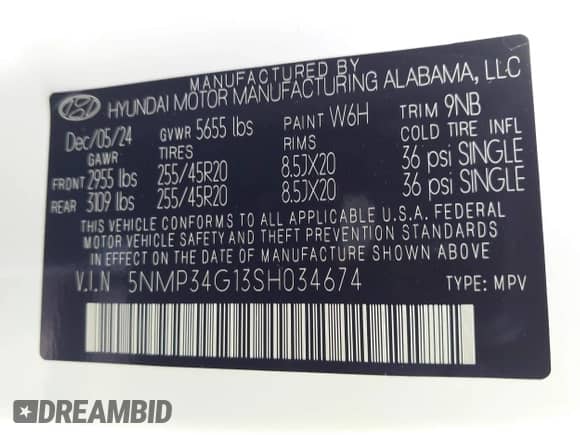 MANUFACTURED BY
HYUNDAI MOTOR MANUFACTURING ALABAMA, LLC
Dec/05/24 GVWR 5655 lbs PAINT W6H TRIM 9NB
GAWR TIRES RIMS COLD TIRE INFL
FRONT 2955 lbs 255/45R20 8.5JX20 36 psi SINGLE
REAR 3109 lbs 255/45R20 8.5JX20 36 psi SINGLE
THIS VEHICLE CONFORMS TO ALL APPLICABLE U.S.A. FEDERAL
MOTOR VEHICLE SAFETY AND THEFT PREVENTION STANDARDS
IN EFFECT ON THE DATE OF MANUFACTURE SHOWN ABOVE.
V.I.N 5NMP34G13SH034674 TYPE: MPV
DREAMBID